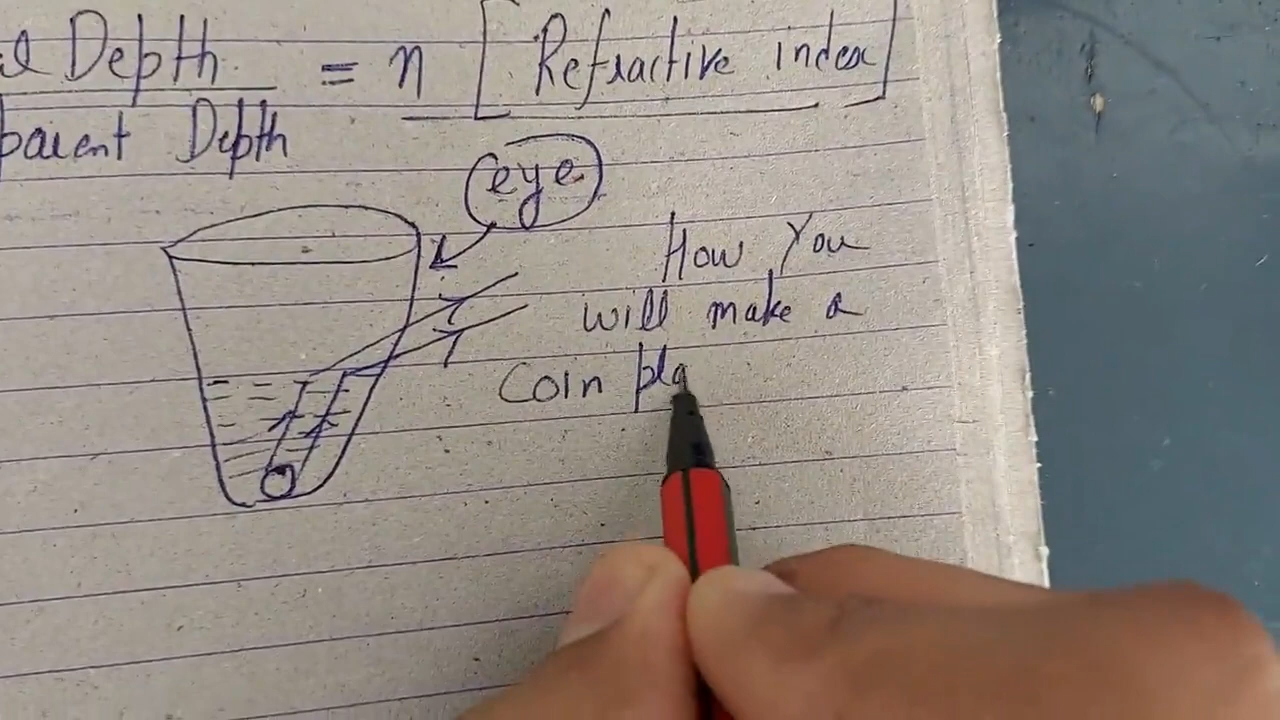 Depth = n [Refractive index]
Depth
eye
How You
will make a
Coin pla